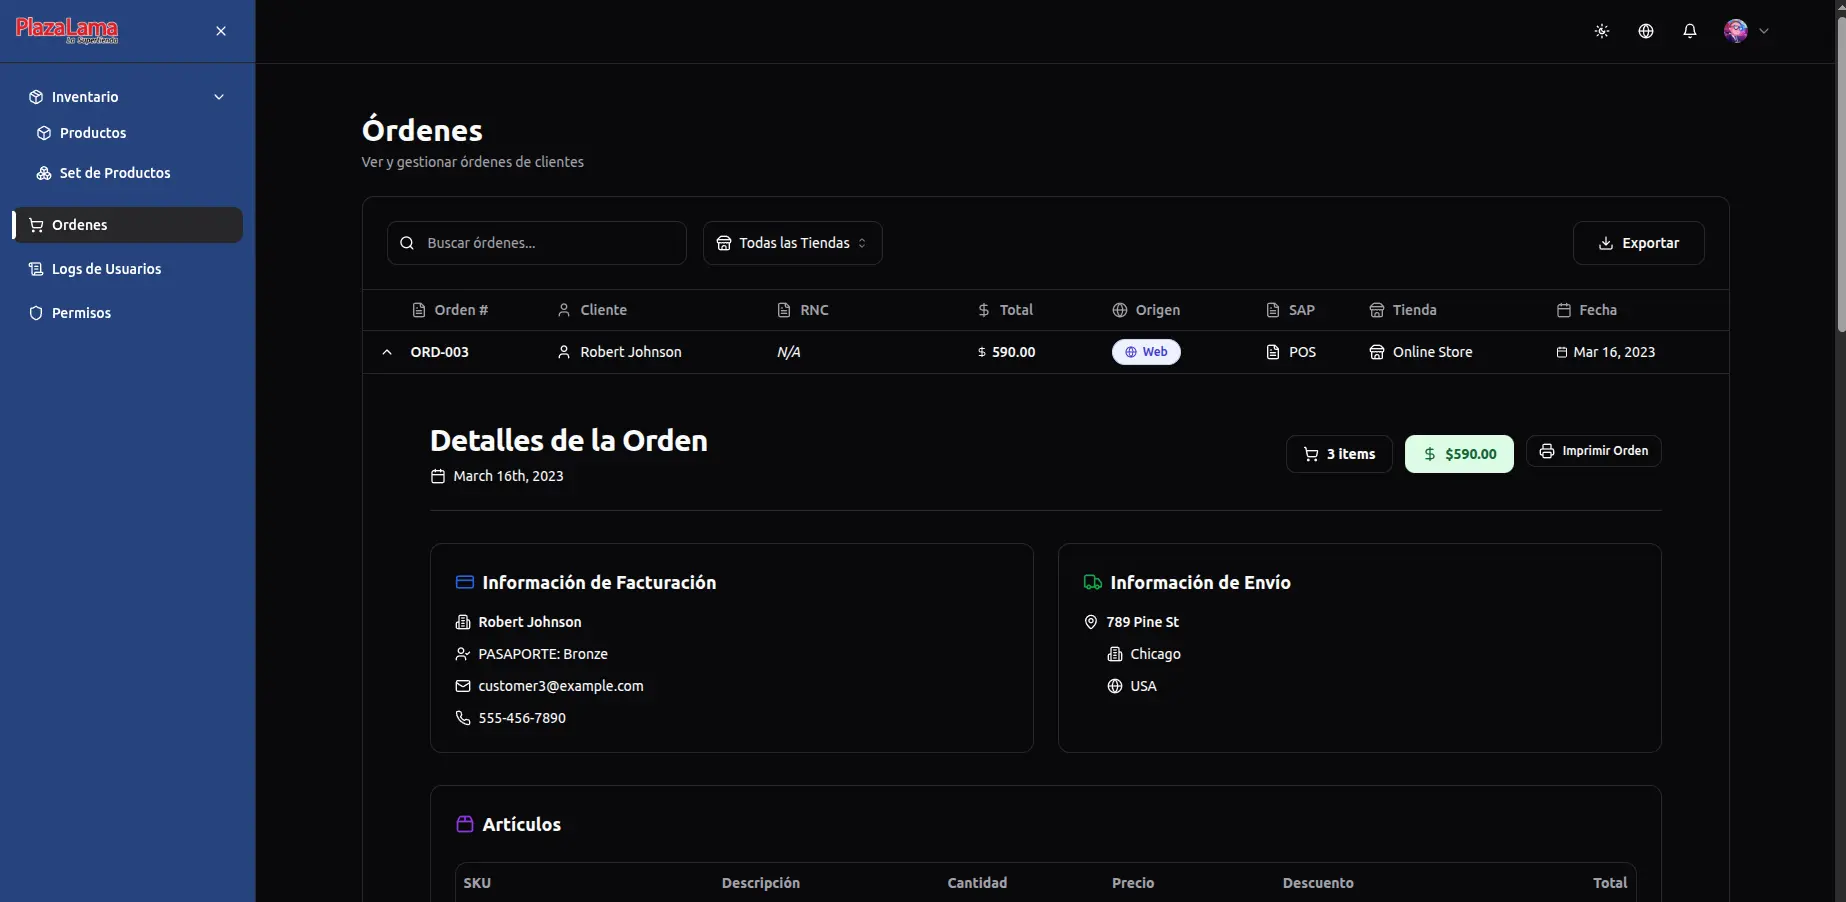 PlazaLama
La Supertienda
Inventario
Productos
Set de Productos
Ordenes
Logs de Usuarios
Permisos
Órdenes
Ver y gestionar órdenes de clientes
Buscar órdenes...
Todas las Tiendas
Exportar
Orden # Cliente RNC $ Total Origen SAP Tienda Fecha
ORD-003 Robert Johnson N/A $ 590.00 Web POS Online Store Mar 16, 2023
Detalles de la Orden
March 16th, 2023
3 items
$ $590.00
Imprimir Orden
Información de Facturación
Robert Johnson
PASAPORTE: Bronze
customer3@example.com
555-456-7890
Información de Envío
789 Pine St
Chicago
USA
Artículos
SKU Descripción Cantidad Precio Descuento Total